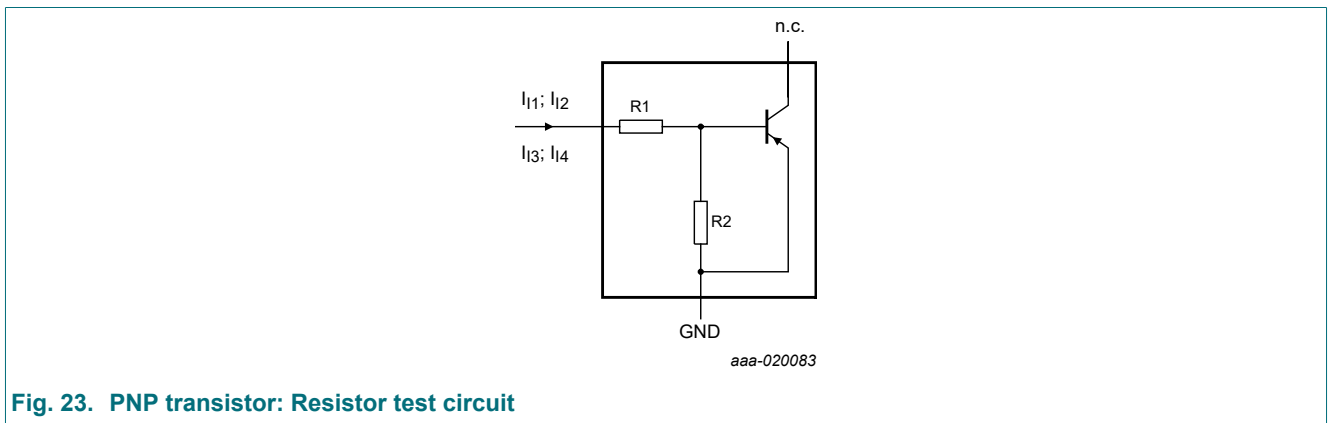 n.c.
I_I1; I_I2
R1
I_I3; I_I4
R2
GND
aaa-020083
Fig. 23. PNP transistor: Resistor test circuit